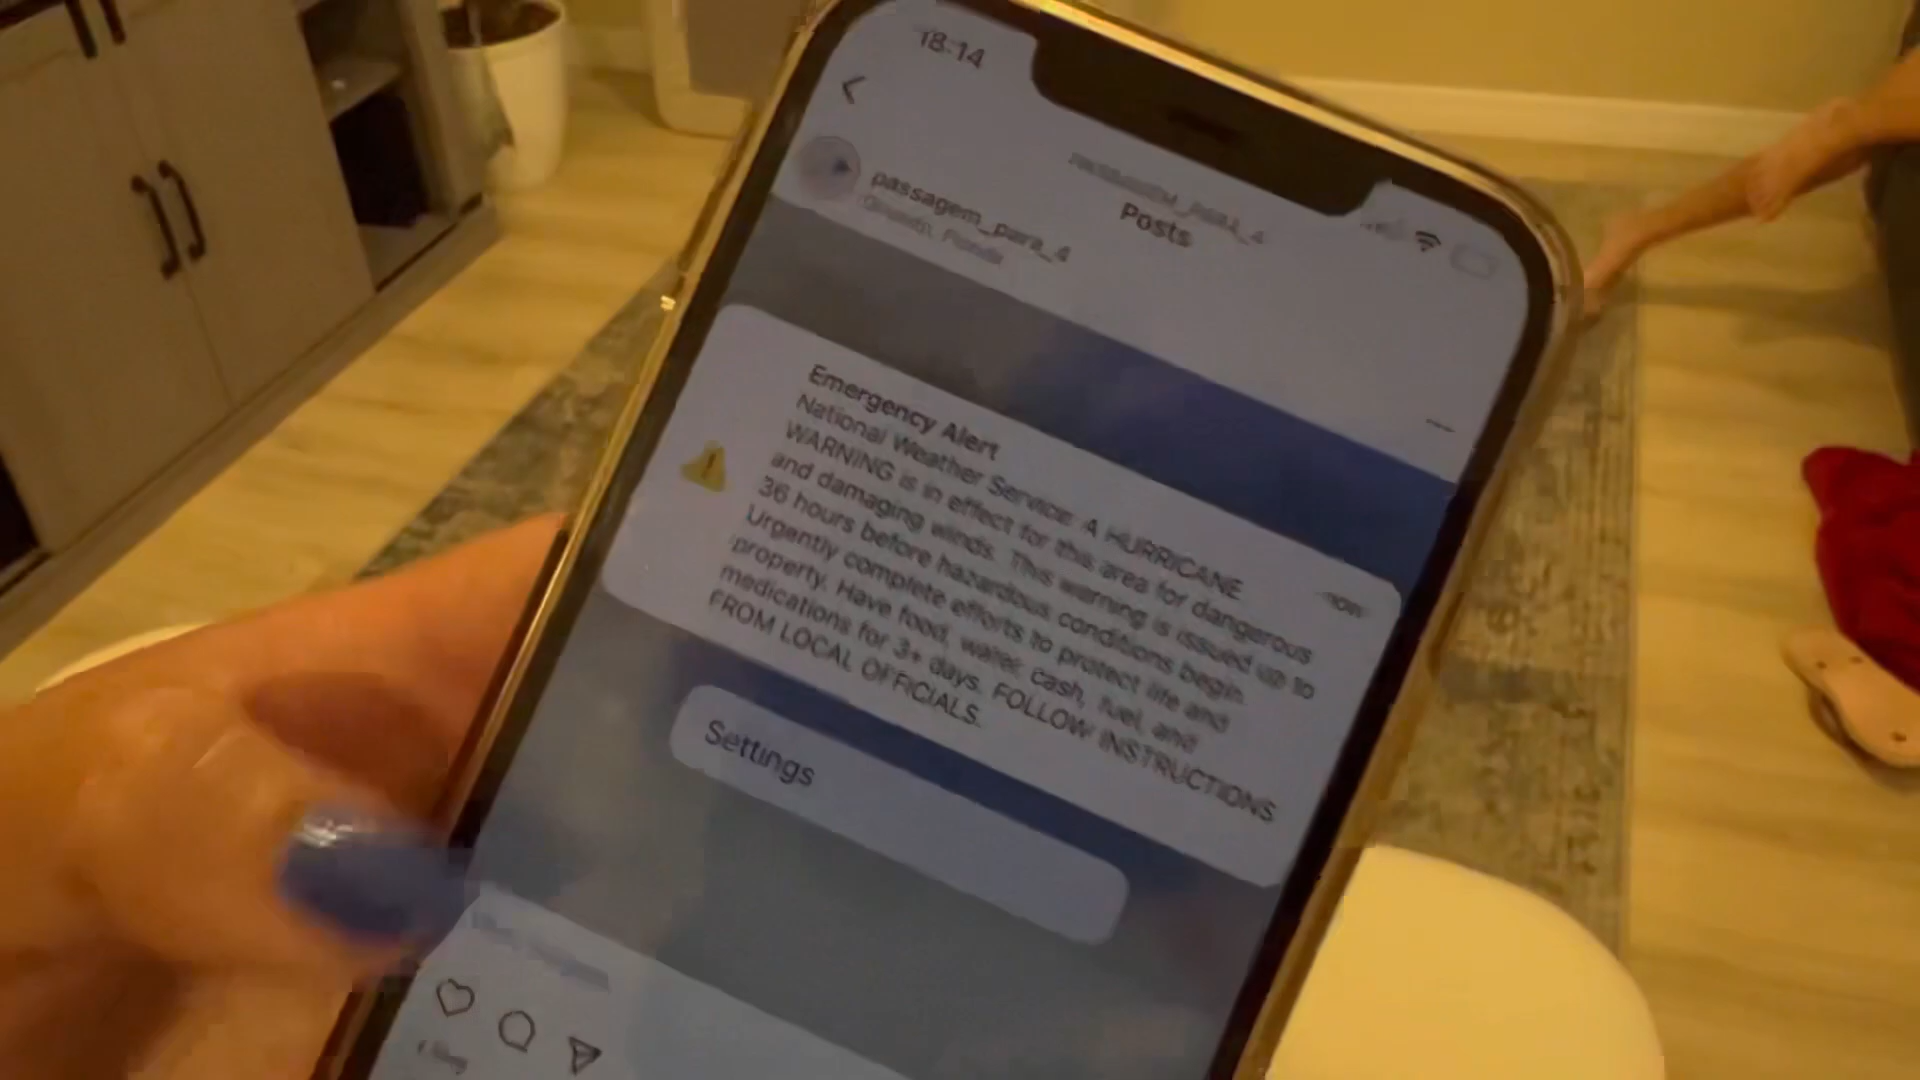 18:14
Posts
passagem_para_4
Emergency Alert
National Weather Service: A HURRICANE
WARNING is in effect for this area for dangerous
and damaging winds. This warning is issued up to
36 hours before hazardous conditions begin.
Urgently complete efforts to protect life and
property. Have food, water, cash, fuel, and
medications for 3+ days. FOLLOW INSTRUCTIONS
FROM LOCAL OFFICIALS.
now
Settings